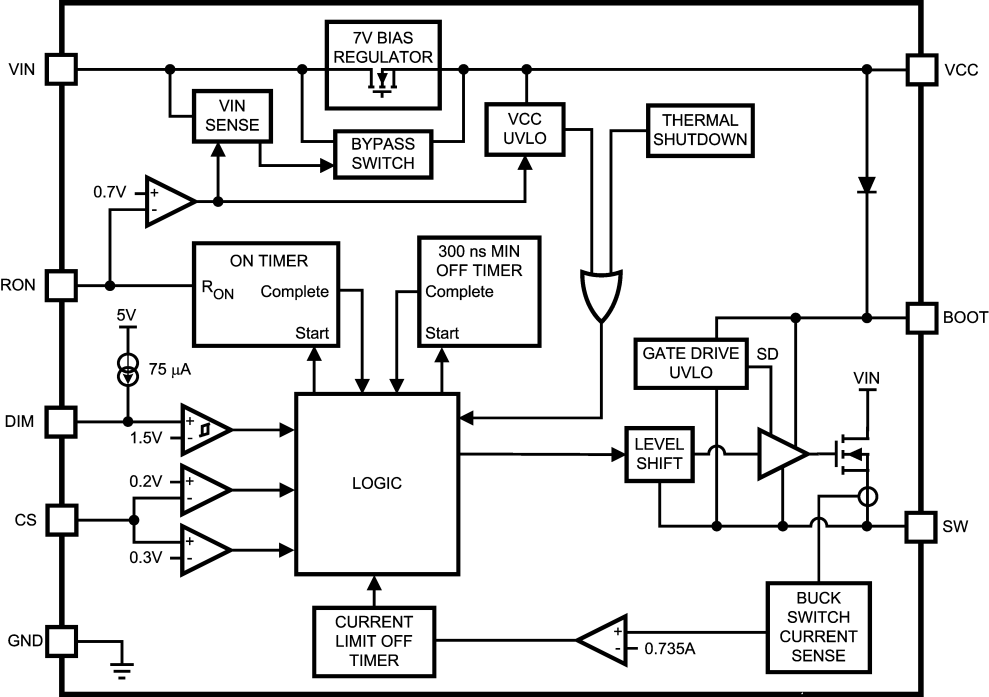 7V BIAS
REGULATOR
VIN
VCC
VIN
SENSE
BYPASS
SWITCH
VCC
UVLO
THERMAL
SHUTDOWN
0.7V
+
-
RON
ON TIMER
RON
Complete
Start
300 ns MIN
OFF TIMER
Complete
Start
BOOT
5V
75 µA
GATE DRIVE
UVLO
SD
VIN
DIM
+
1.5V
-
LOGIC
LEVEL
SHIFT
0.2V
+
-
CS
SW
+
0.3V
-
GND
CURRENT
LIMIT OFF
TIMER
+
-
0.735A
BUCK
SWITCH
CURRENT
SENSE